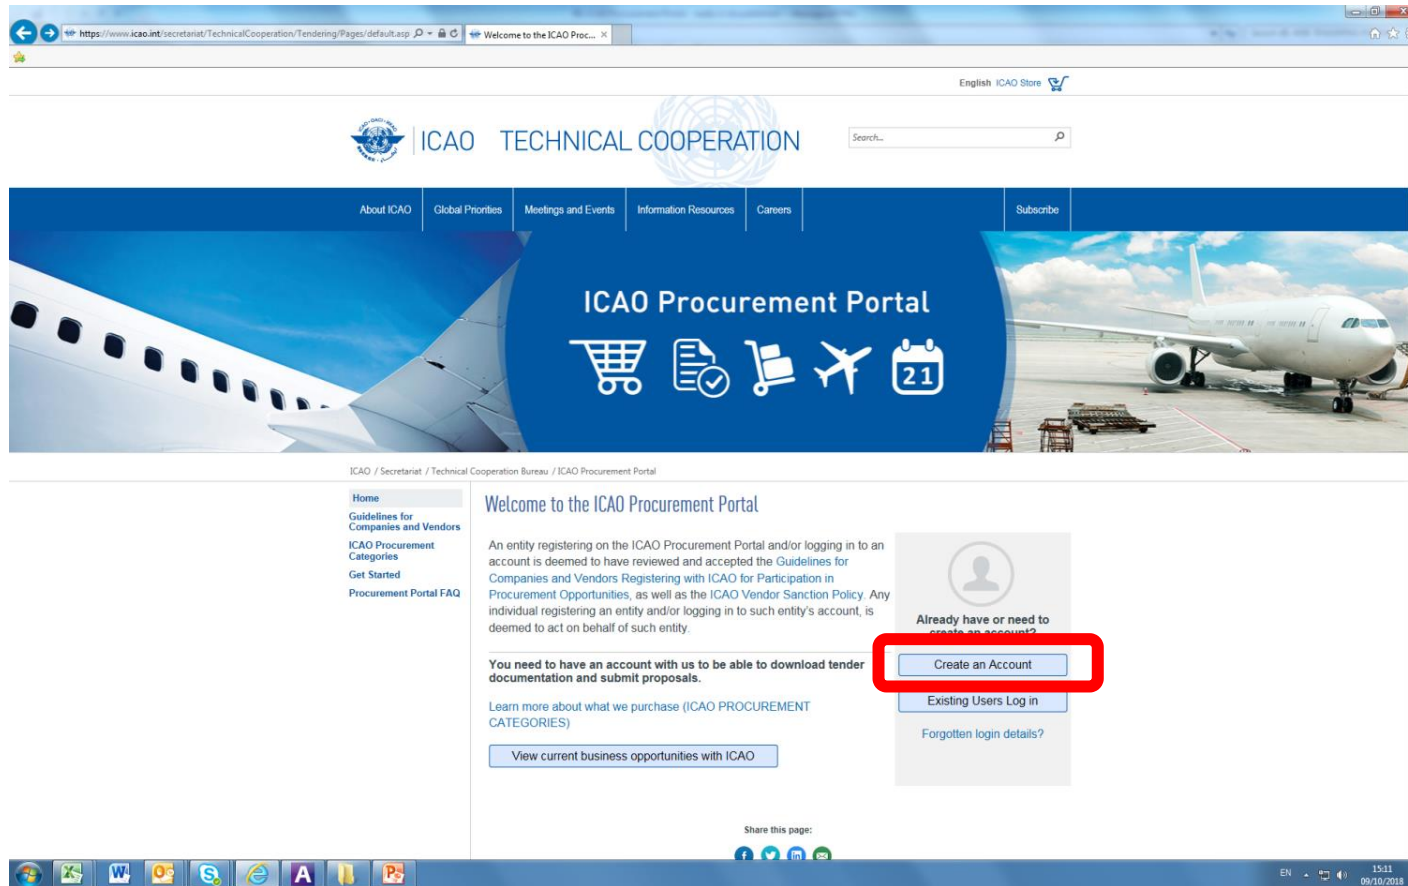 https://www.icao.int/secretariat/TechnicalCooperation/Tendering/Pages/default.asp
Welcome to the ICAO Proc...
English ICAO Store
ICAO TECHNICAL COOPERATION
Search...
About ICAO Global Priorities Meetings and Events Information Resources Careers Subscribe
ICAO Procurement Portal
21
ICAO / Secretariat / Technical Cooperation Bureau / ICAO Procurement Portal
Home
Guidelines for
Companies and Vendors
ICAO Procurement
Categories
Get Started
Procurement Portal FAQ
Welcome to the ICAO Procurement Portal
An entity registering on the ICAO Procurement Portal and/or logging in to an
account is deemed to have reviewed and accepted the Guidelines for
Companies and Vendors Registering with ICAO for Participation in
Procurement Opportunities, as well as the ICAO Vendor Sanction Policy. Any
individual registering an entity and/or logging in to such entity's account, is
deemed to act on behalf of such entity.
You need to have an account with us to be able to download tender
documentation and submit proposals.
Learn more about what we purchase (ICAO PROCUREMENT
CATEGORIES)
View current business opportunities with ICAO
Already have or need to
create an account?
Create an Account
Existing Users Log in
Forgotten login details?
Share this page:
EN
15:11
09/10/2018